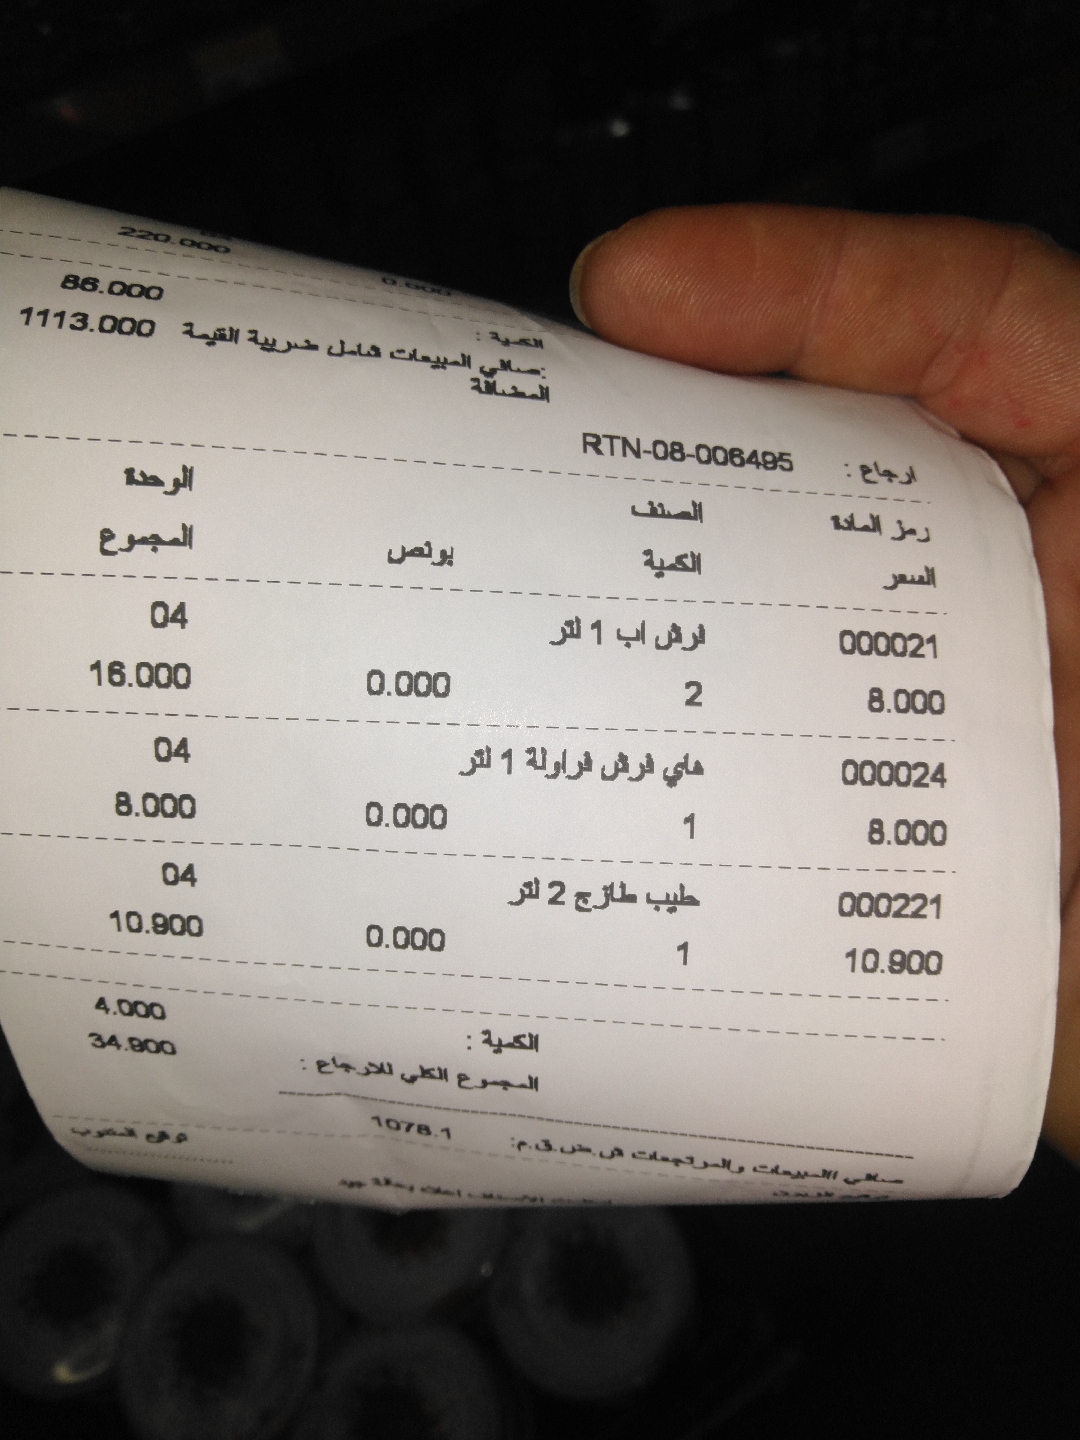 0.000 220.000
الكمية : 86.000
صافي المبيعات شامل ضريبة القيمة 1113.000
المضافة:
ارجاع : RTN-08-006495
رمز المادة الصنف الوحدة
السعر الكمية بونص المجموع
000021 فرش اب 1 لتر 04
8.000 2 0.000 16.000
000024 هاي فرش فراولة 1 لتر 04
8.000 1 0.000 8.000
000221 حليب طازج 2 لتر 04
10.900 1 0.000 10.900
الكمية : 4.000
المجموع الكلي للارجاع : 34.900
صافي المبيعات والمرتجعات ش.ض.ق.م: 1078.1
توقيع المندوب